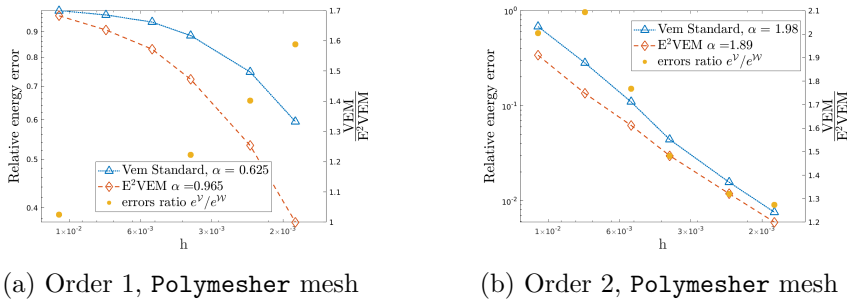 Relative energy error
0.9
0.8
0.7
0.6
0.5
0.4
1.7
1.6
1.5
1.4
1.3
1.2
1.1
1
VEM
E²VEM
Vem Standard, α = 0.625
E²VEM α =0.965
errors ratio e^V/e^W
1×10⁻² 6×10⁻³ 3×10⁻³ 2×10⁻³
h
(a) Order 1, Polymesher mesh
Relative energy error
10⁰
10⁻¹
10⁻²
2.1
2
1.9
1.8
1.7
1.6
1.5
1.4
1.3
1.2
VEM
E²VEM
Vem Standard, α = 1.98
E²VEM α =1.89
errors ratio e^V/e^W
1×10⁻² 6×10⁻³ 3×10⁻³ 2×10⁻³
h
(b) Order 2, Polymesher mesh